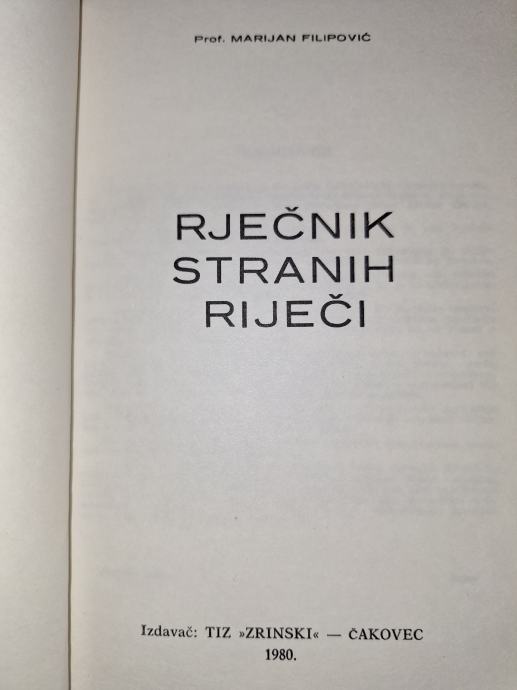 Prof. MARIJAN FILIPOVIĆ
RJEČNIK
STRANIH
RIJEČI
Izdavač: TIZ »ZRINSKI« — ČAKOVEC
1980.